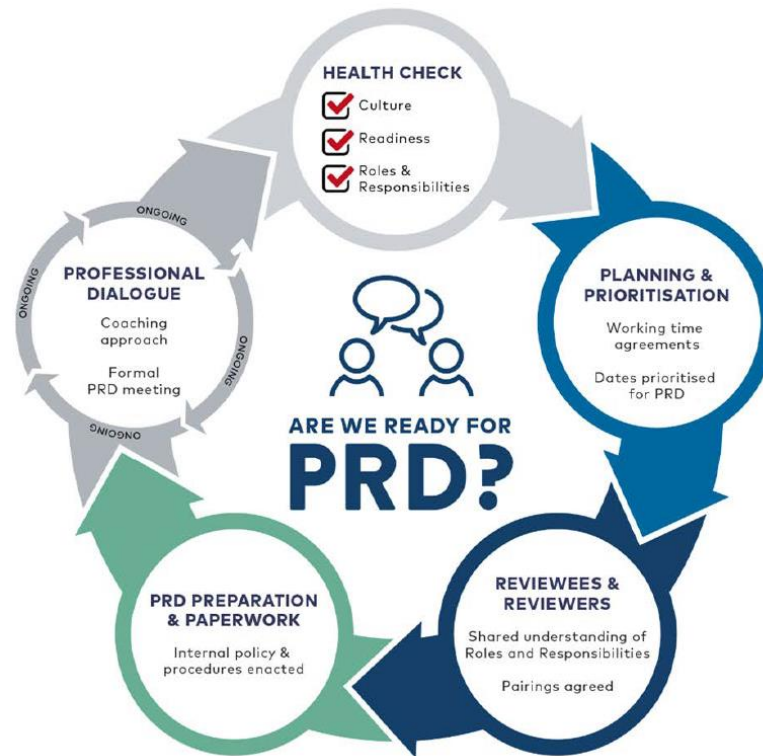 HEALTH CHECK
Culture
Readiness
Roles &
Responsibilities
PLANNING &
PRIORITISATION
Working time
agreements
Dates prioritised
for PRD
REVIEWEES &
REVIEWERS
Shared understanding of
Roles and Responsibilities
Pairings agreed
PRD PREPARATION
& PAPERWORK
Internal policy &
procedures enacted
PROFESSIONAL
DIALOGUE
Coaching
approach
Formal
PRD meeting
ONGOING
ONGOING
ONGOING
ONGOING
ARE WE READY FOR
PRD?